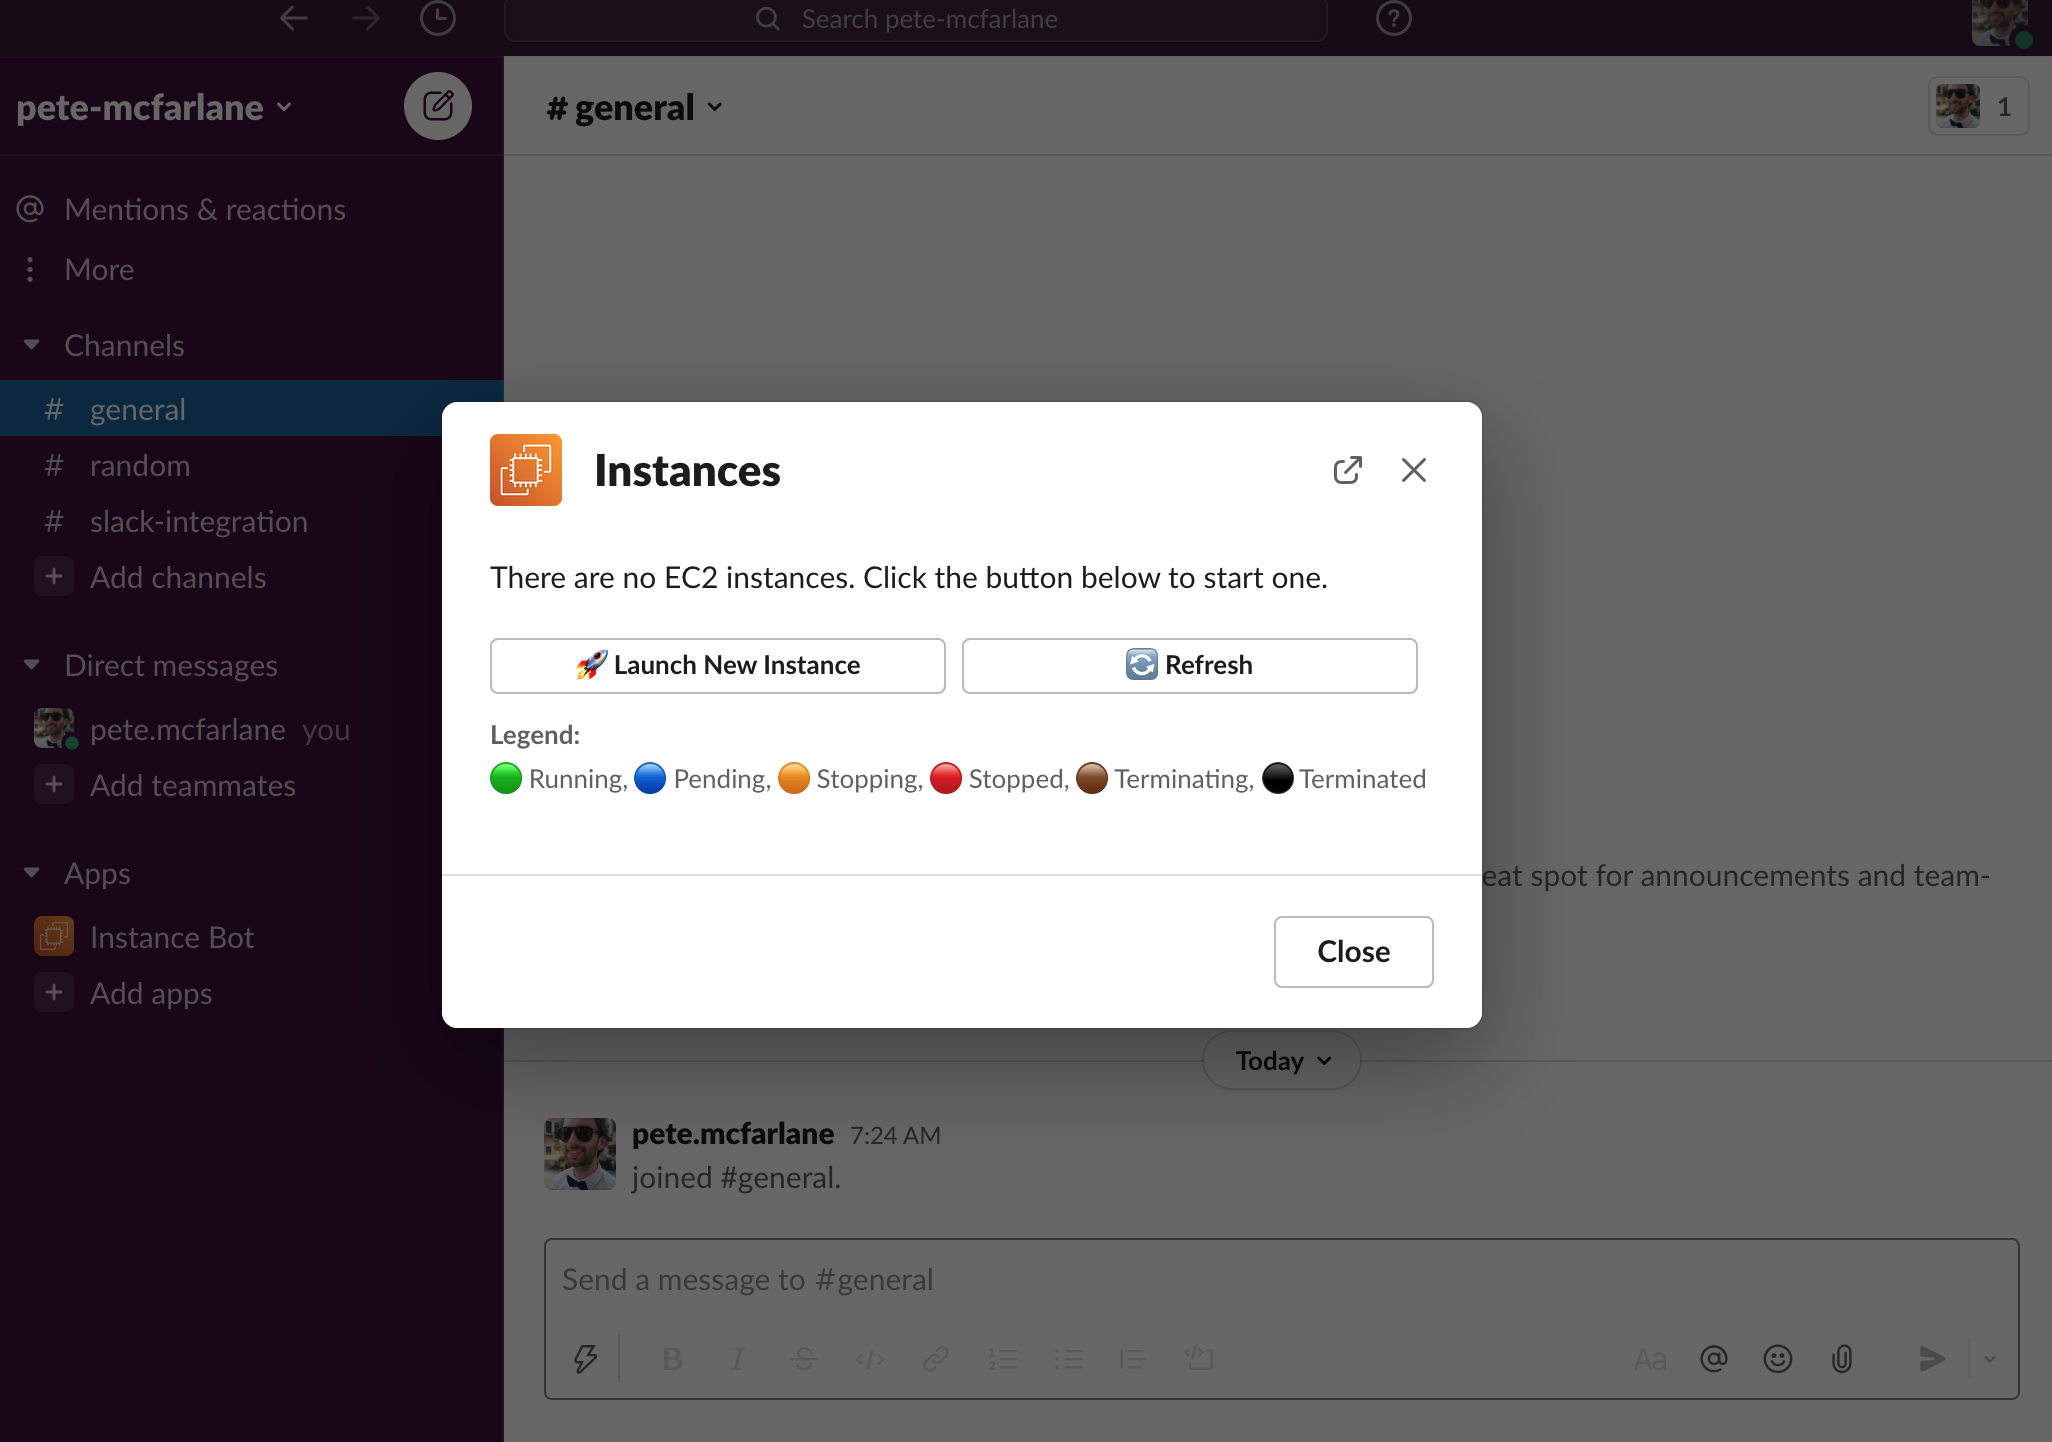 Search pete-mcfarlane
pete-mcfarlane
# general
1
Mentions & reactions
More
Channels
# general
# random
# slack-integration
+ Add channels
Direct messages
pete.mcfarlane you
+ Add teammates
Apps
Instance Bot
+ Add apps
Instances
There are no EC2 instances. Click the button below to start one.
🚀 Launch New Instance
🔄 Refresh
Legend:
Running, Pending, Stopping, Stopped, Terminating, Terminated
Close
eat spot for announcements and team-
Today
pete.mcfarlane 7:24 AM
joined #general.
Send a message to #general
B I S </> Aa @